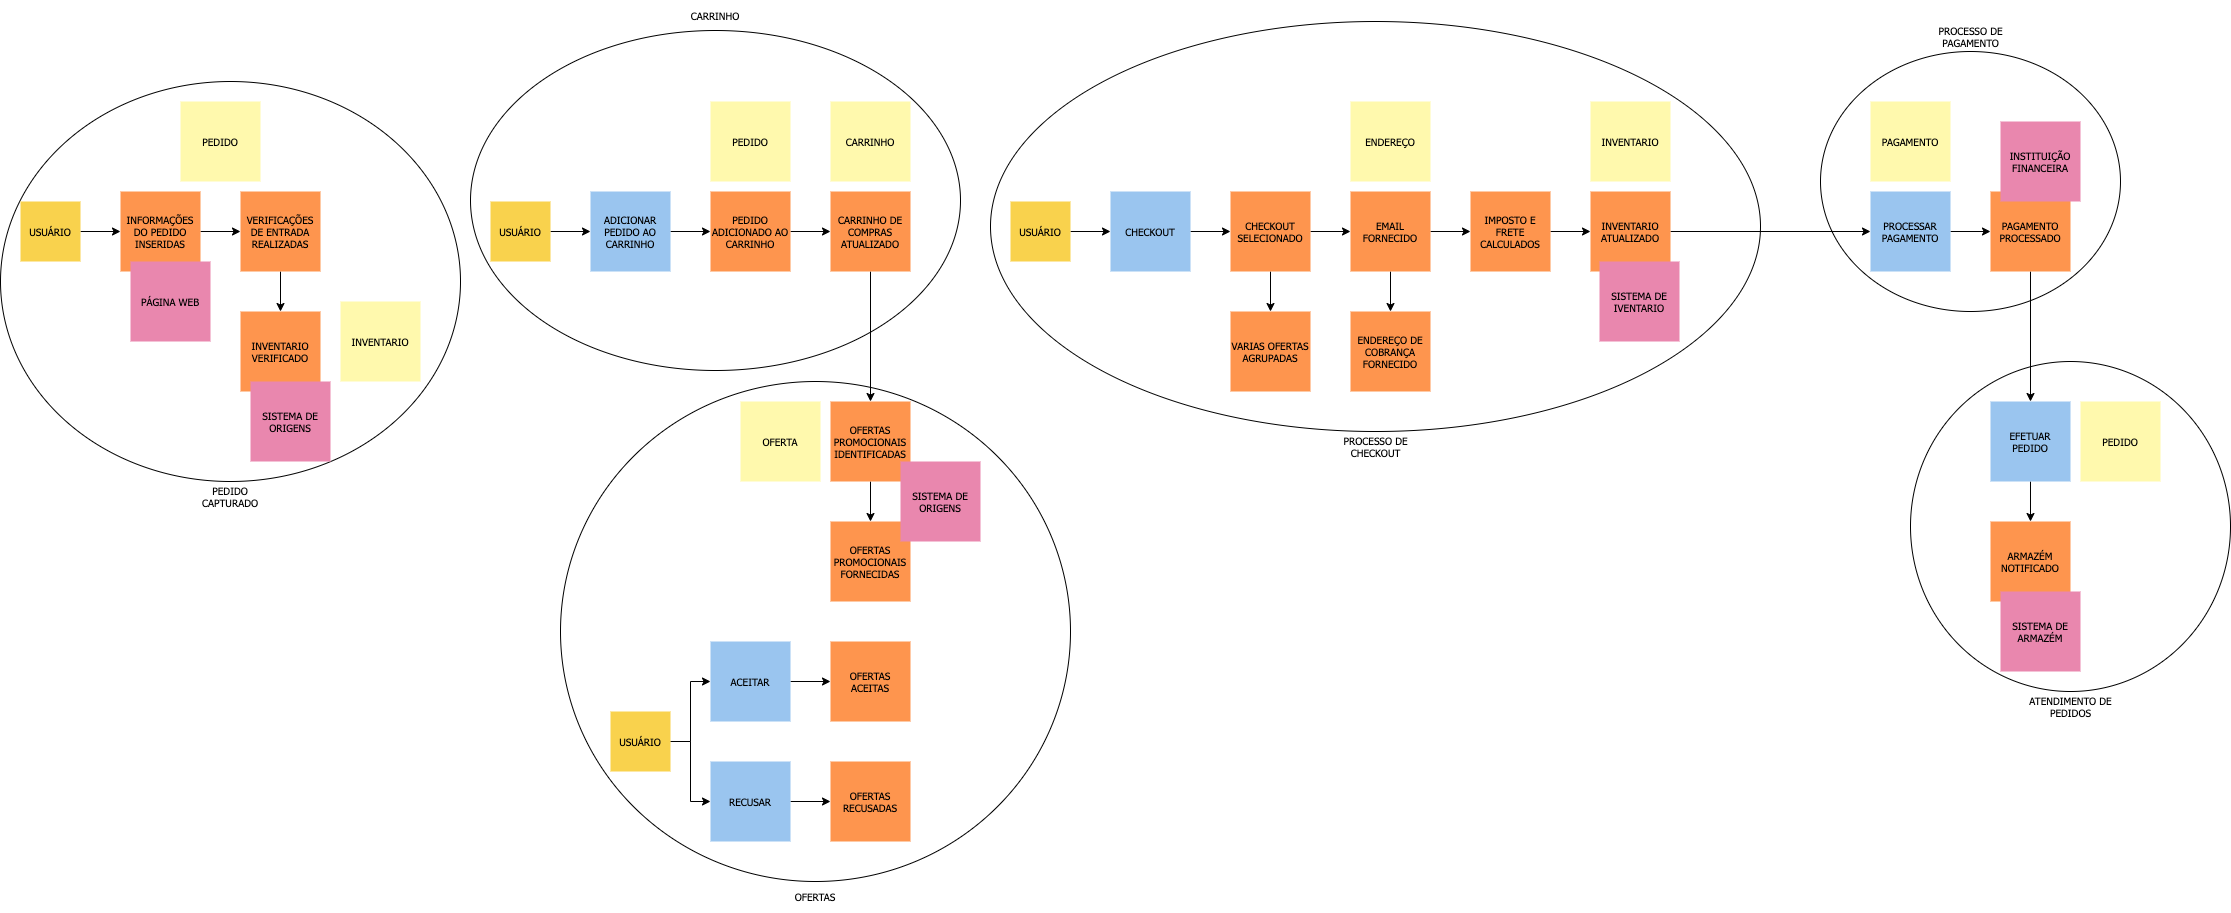 PEDIDO
USUÁRIO
INFORMAÇÕES
DO PEDIDO
INSERIDAS
VERIFICAÇÕES
DE ENTRADA
REALIZADAS
PÁGINA WEB
INVENTARIO
VERIFICADO
INVENTARIO
SISTEMA DE
ORIGENS
PEDIDO
CAPTURADO
CARRINHO
PEDIDO
CARRINHO
USUÁRIO
ADICIONAR
PEDIDO AO
CARRINHO
PEDIDO
ADICIONADO AO
CARRINHO
CARRINHO DE
COMPRAS
ATUALIZADO
OFERTA
OFERTAS
PROMOCIONAIS
IDENTIFICADAS
SISTEMA DE
ORIGENS
OFERTAS
PROMOCIONAIS
FORNECIDAS
USUÁRIO
ACEITAR
OFERTAS
ACEITAS
RECUSAR
OFERTAS
RECUSADAS
OFERTAS
ENDEREÇO
INVENTARIO
USUÁRIO
CHECKOUT
CHECKOUT
SELECIONADO
EMAIL
FORNECIDO
IMPOSTO E
FRETE
CALCULADOS
INVENTARIO
ATUALIZADO
SISTEMA DE
IVENTARIO
VARIAS OFERTAS
AGRUPADAS
ENDEREÇO DE
COBRANÇA
FORNECIDO
PROCESSO DE
CHECKOUT
PROCESSO DE
PAGAMENTO
PAGAMENTO
INSTITUIÇÃO
FINANCEIRA
PROCESSAR
PAGAMENTO
PAGAMENTO
PROCESSADO
EFETUAR
PEDIDO
PEDIDO
ARMAZÉM
NOTIFICADO
SISTEMA DE
ARMAZÉM
ATENDIMENTO DE
PEDIDOS